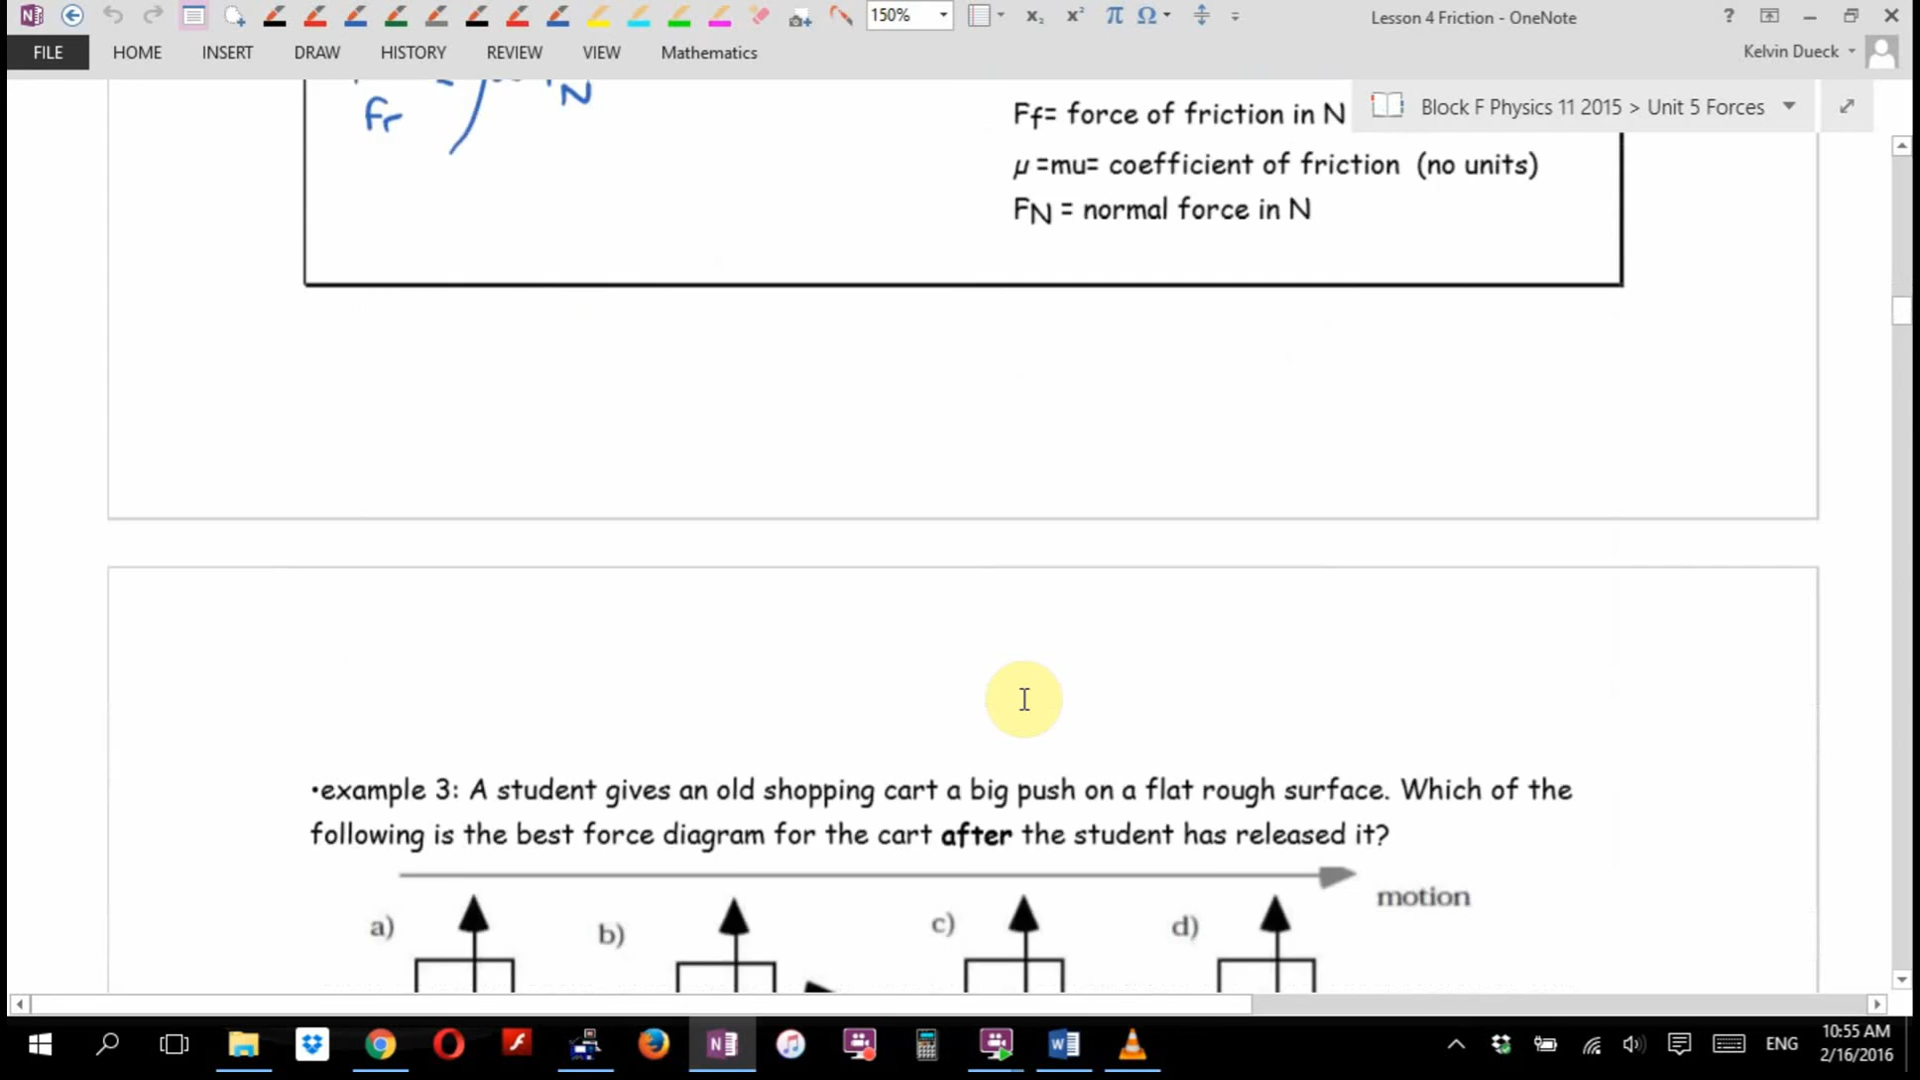 150%
x₂
x²
π
Ω
Lesson 4 Friction - OneNote
?
FILE
HOME
INSERT
DRAW
HISTORY
REVIEW
VIEW
Mathematics
Kelvin Dueck
Block F Physics 11 2015 > Unit 5 Forces
Fr
N
Ff= force of friction in N
μ =mu= coefficient of friction (no units)
FN = normal force in N
•example 3: A student gives an old shopping cart a big push on a flat rough surface. Which of the
following is the best force diagram for the cart after the student has released it?
motion
a)
b)
c)
d)
ENG
10:55 AM
2/16/2016